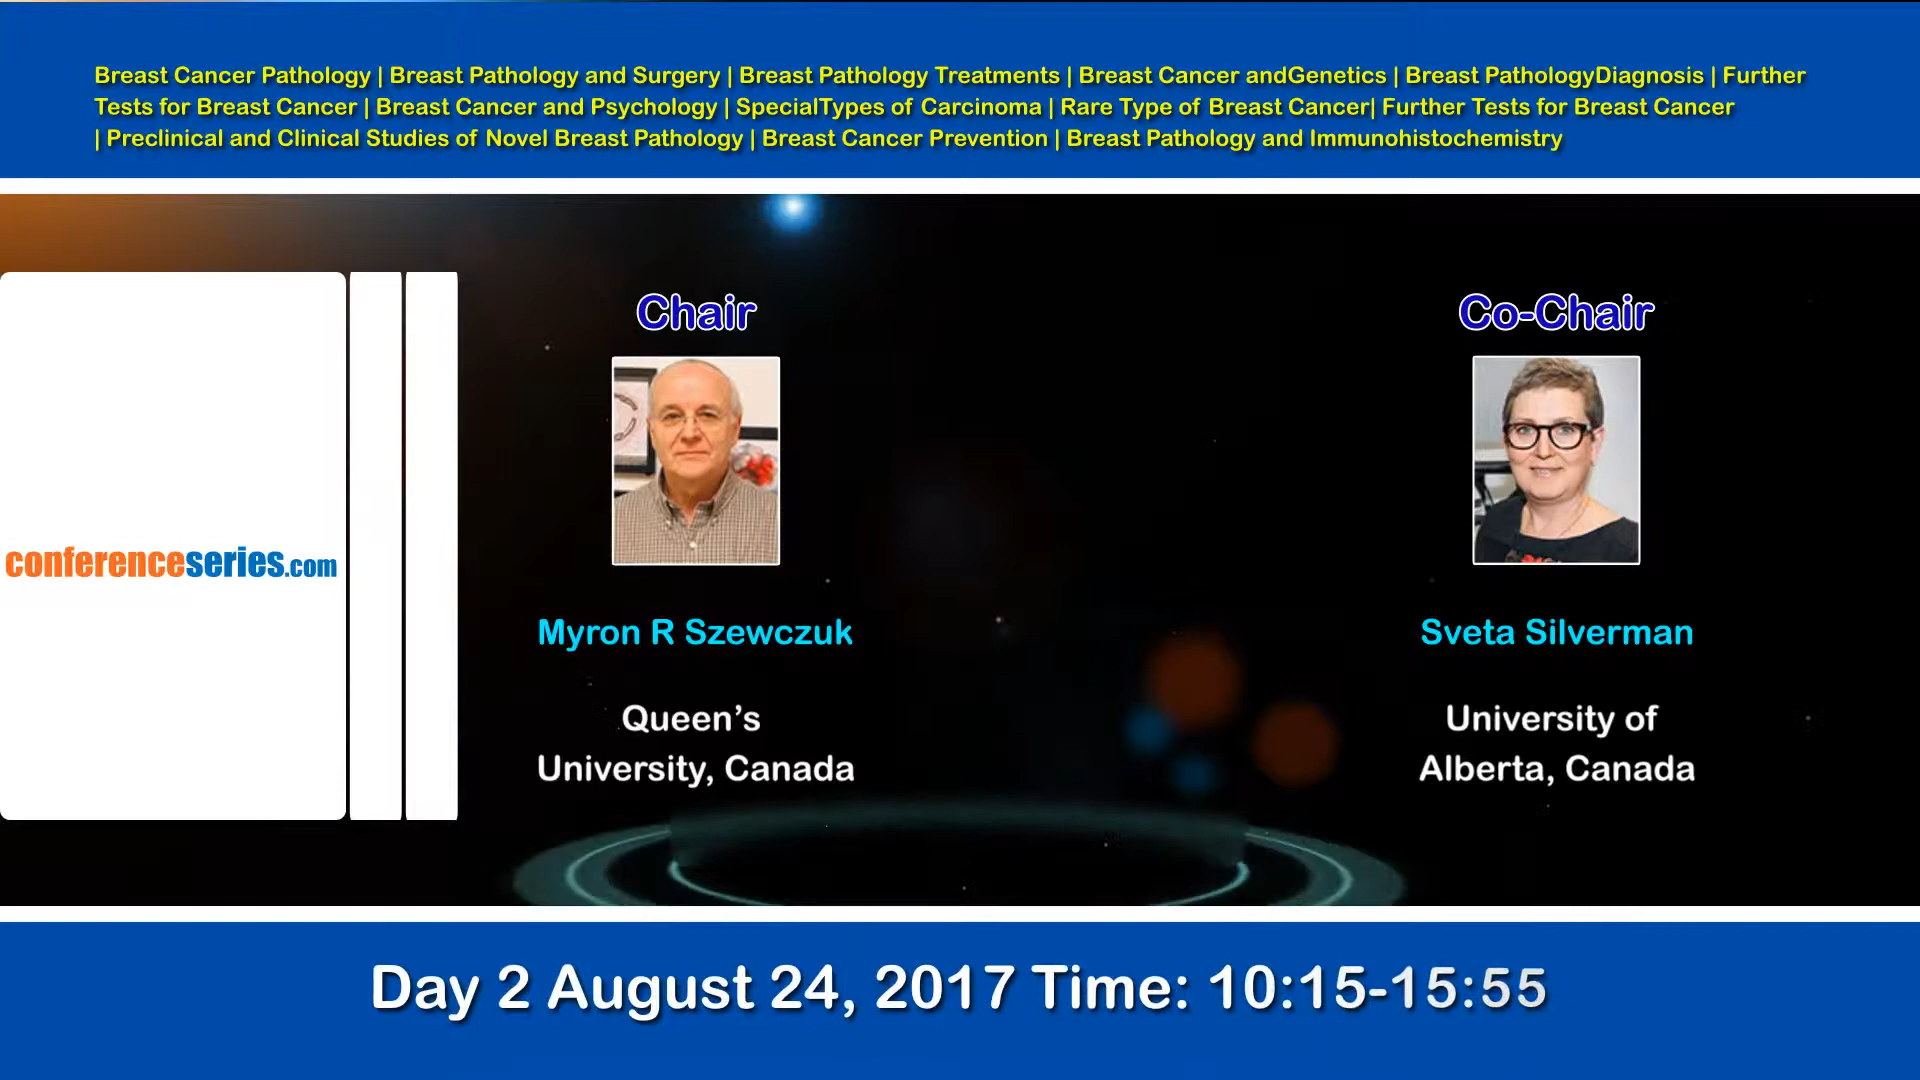 Breast Cancer Pathology | Breast Pathology and Surgery | Breast Pathology Treatments | Breast Cancer andGenetics | Breast PathologyDiagnosis | Further
Tests for Breast Cancer | Breast Cancer and Psychology | SpecialTypes of Carcinoma | Rare Type of Breast Cancer| Further Tests for Breast Cancer
| Preclinical and Clinical Studies of Novel Breast Pathology | Breast Cancer Prevention | Breast Pathology and Immunohistochemistry
conferenceseries.com
Chair
Myron R Szewczuk
Queen’s
University, Canada
Co-Chair
Sveta Silverman
University of
Alberta, Canada
Day 2 August 24, 2017 Time: 10:15-15:55